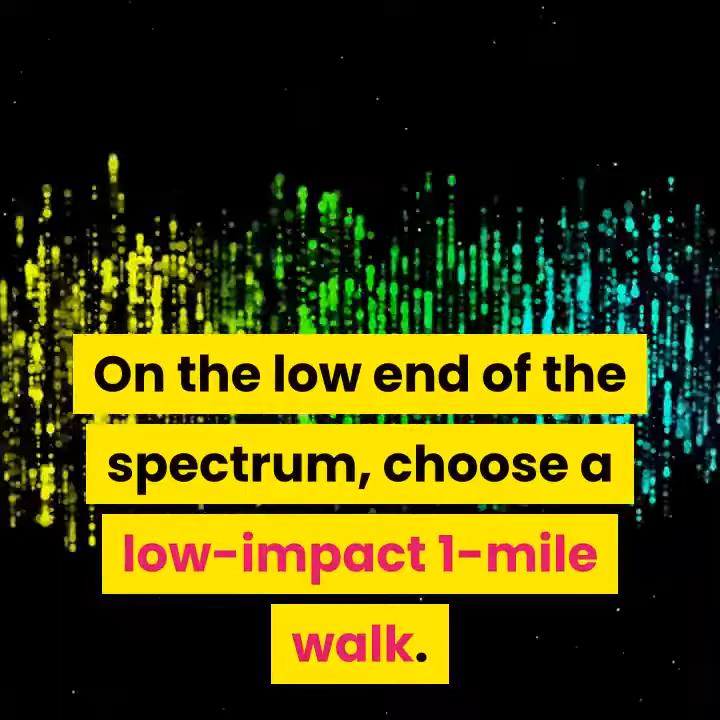 On the low end of the
spectrum, choose a
low-impact 1-mile
walk.